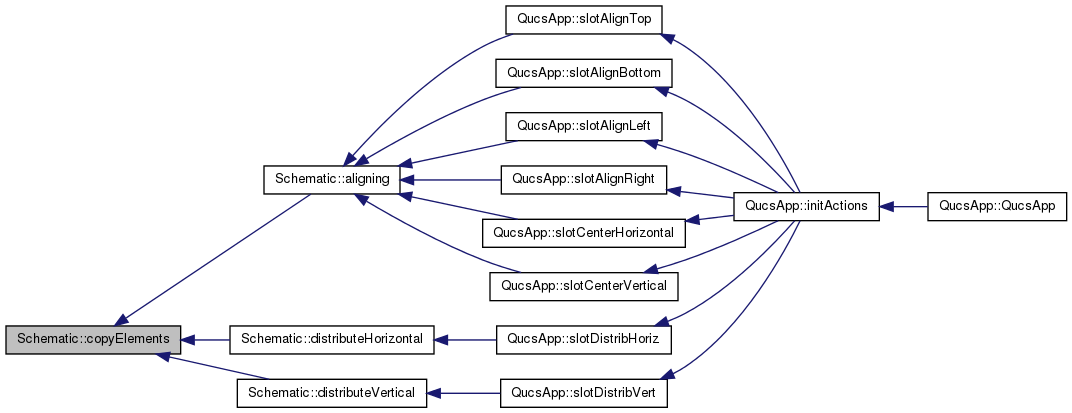 QucsApp::slotAlignTop
QucsApp::slotAlignBottom
QucsApp::slotAlignLeft
Schematic::aligning
QucsApp::slotAlignRight
QucsApp::initActions
QucsApp::QucsApp
QucsApp::slotCenterHorizontal
QucsApp::slotCenterVertical
Schematic::copyElements
Schematic::distributeHorizontal
QucsApp::slotDistribHoriz
Schematic::distributeVertical
QucsApp::slotDistribVert